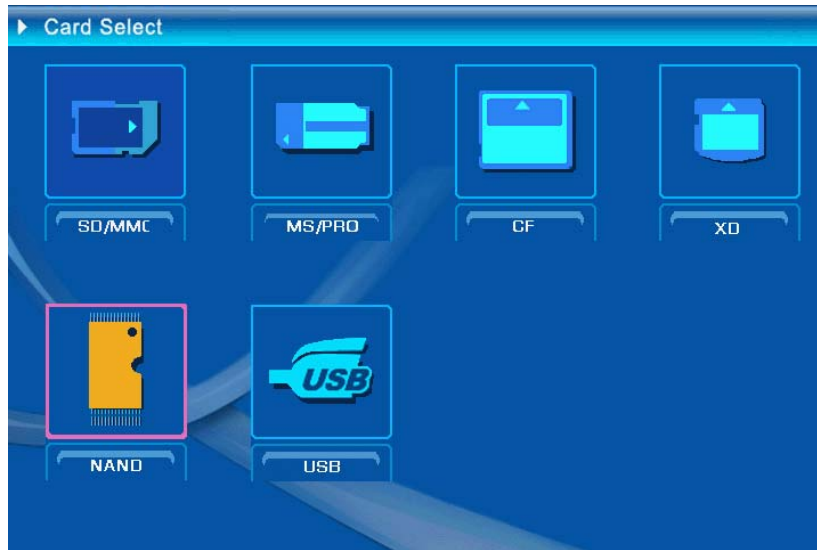 Card Select
SD/MMC
MS/PRO
CF
XD
USB
NAND
USB